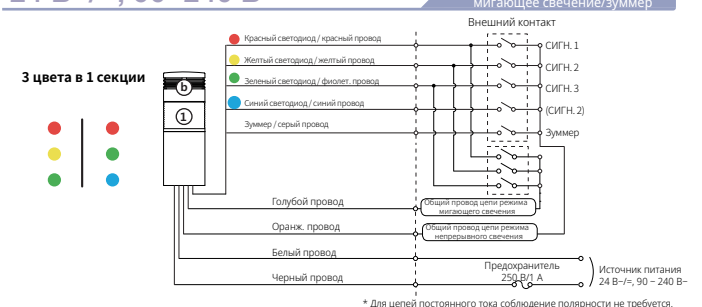 24 В~/=, 90~240 В~
мигающее свечение/зуммер
Внешний контакт
3 цвета в 1 секции
b
1
Красный светодиод / красный провод
СИГН. 1
Желтый светодиод / желтый провод
СИГН. 2
Зеленый светодиод / фиолет. провод
СИГН. 3
Синий светодиод / синий провод
(СИГН. 2)
Зуммер / серый провод
Зуммер
Голубой провод
Общий провод цепи режима
мигающего свечения
Оранж. провод
Общий провод цепи режима
непрерывного свечения
Белый провод
Черный провод
Предохранитель
250 В/1 А
Источник питания
24 В~/=, 90 – 240 В~
* Для цепей постоянного тока соблюдение полярности не требуется.